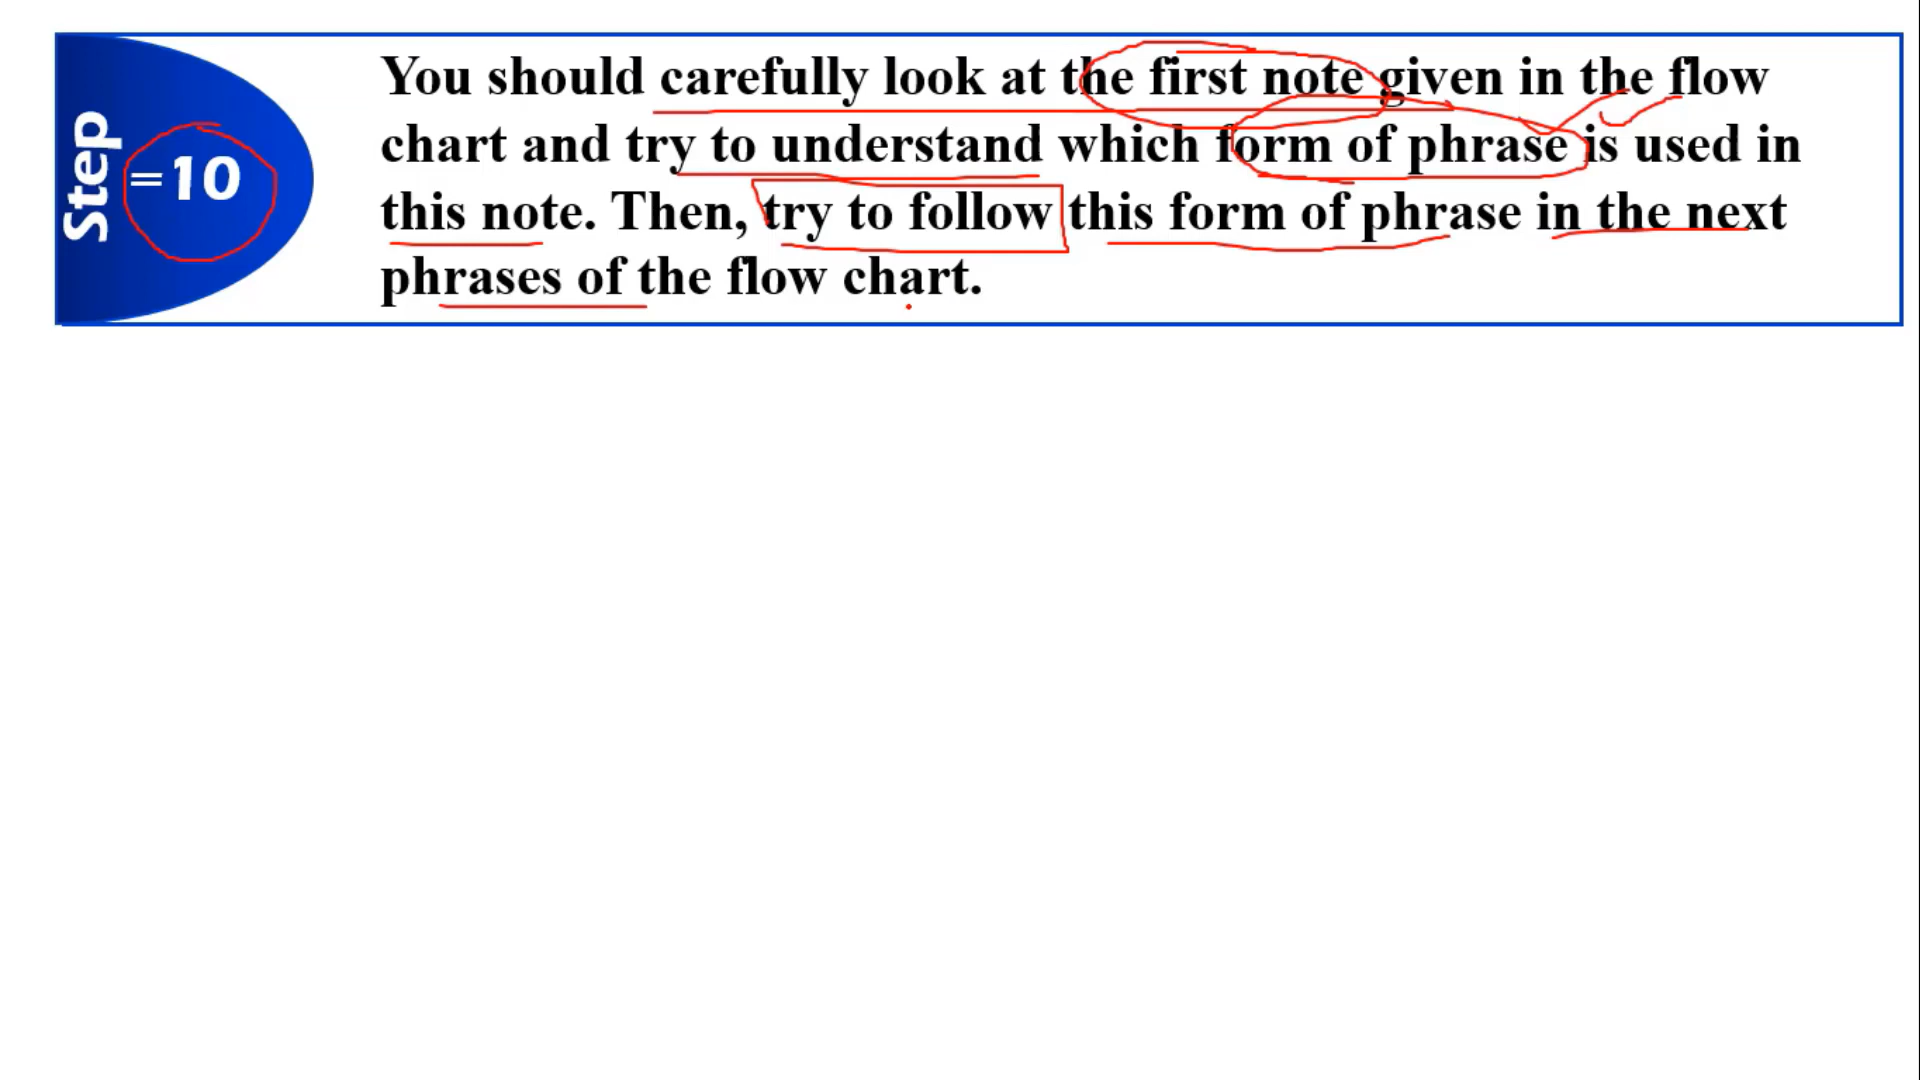 Step
=10
You should carefully look at the first note given in the flow
chart and try to understand which form of phrase is used in
this note. Then, try to follow this form of phrase in the next
phrases of the flow chart.